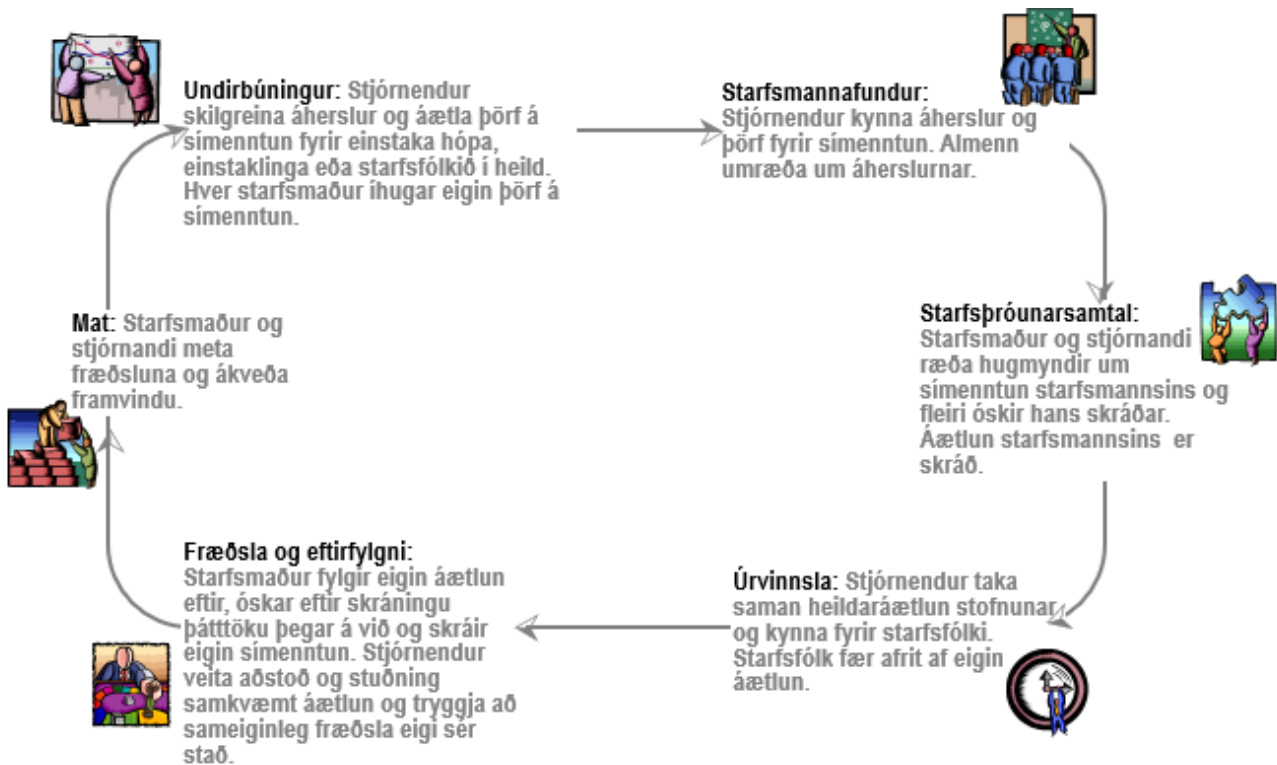 Undirbúningur: Stjórnendur
skilgreina áherslur og áætla þörf á
símenntun fyrir einstaka hópa,
einstaklinga eða starfsfólkið í heild.
Hver starfsmaður íhugar eigin þörf á
símenntun.
Starfsmannafundur:
Stjórnendur kynna áherslur og
þörf fyrir símenntun. Almenn
umræða um áherslurnar.
Starfsþróunarsamtal:
Starfsmaður og stjórnandi
ræða hugmyndir um
símenntun starfsmannsins og
fleiri óskir hans skráðar.
Áætlun starfsmannsins er
skráð.
Úrvinnsla: Stjórnendur taka
saman heildaráætlun stofnunar
og kynna fyrir starfsfólki.
Starfsfólk fær afrit af eigin
áætlun.
Fræðsla og eftirfylgni:
Starfsmaður fylgir eigin áætlun
eftir, óskar eftir skráningu
þátttöku þegar á við og skráir
eigin símenntun. Stjórnendur
veita aðstoð og stuðning
samkvæmt áætlun og tryggja að
sameiginleg fræðsla eigi sér
stað.
Mat: Starfsmaður og
stjórnandi meta
fræðsluna og ákveða
framvindu.